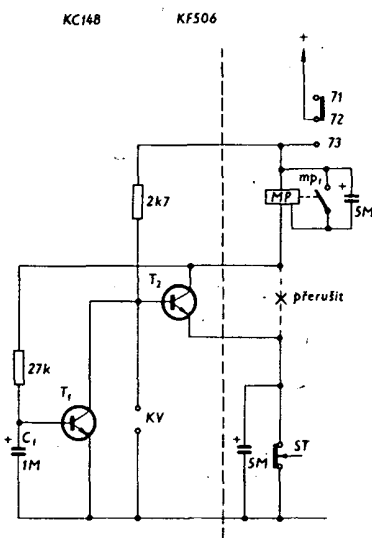 KC148 KF506
+
71
72
73
mp₁
+
MP
5M
2k7
T₂
přerušit
27k
T₁
KV
+
C₁
1M
+
5M
ST